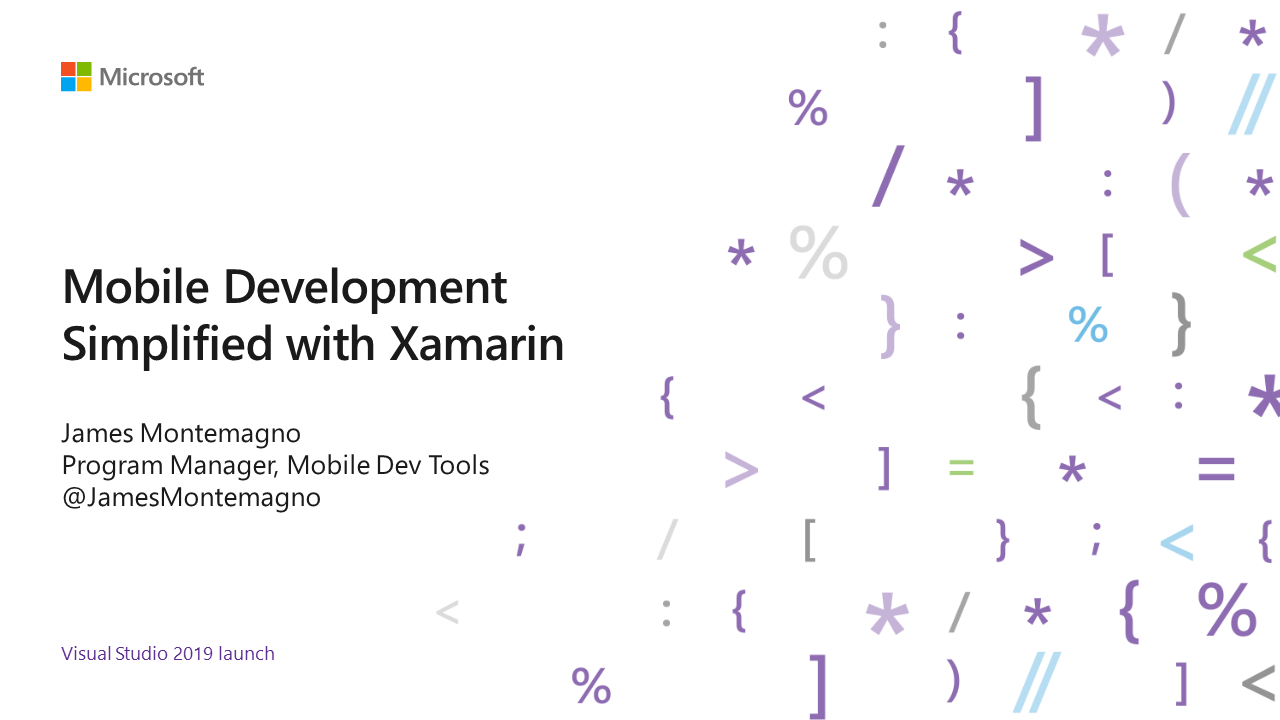 Microsoft
Mobile Development
Simplified with Xamarin
James Montemagno
Program Manager, Mobile Dev Tools
@JamesMontemagno
Visual Studio 2019 launch
: { * / *
% ] ) //
/ * : ( *
* % > [ <
} : % }
{ < { < : *
> ] = * =
; / [ } ; < {
< : { * / * { %
% ] ) // ] <